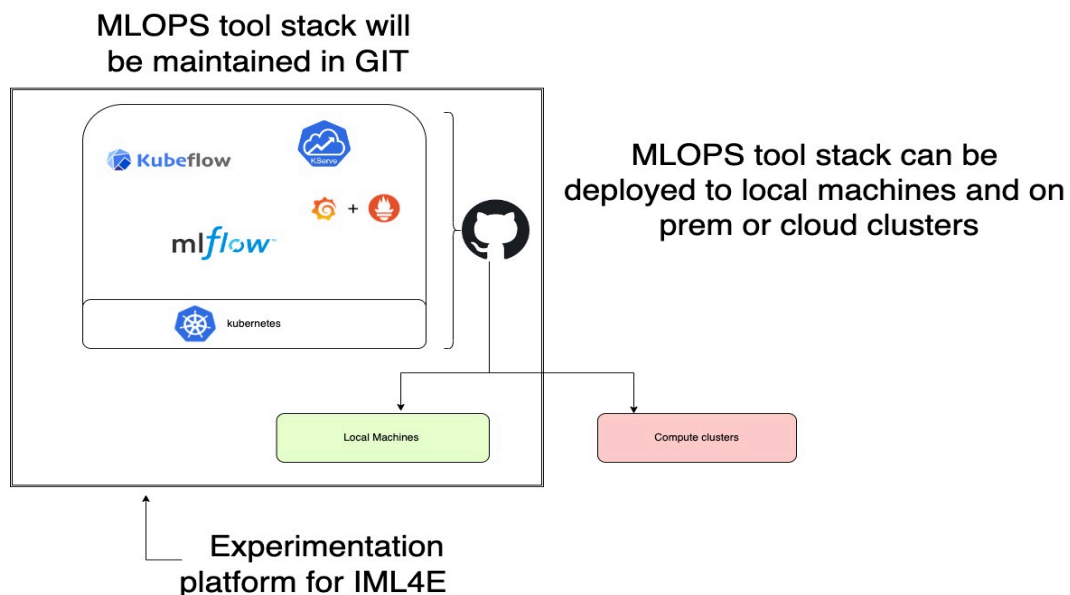 MLOPS tool stack will
be maintained in GIT
Kubeflow
KServe
+
mlflow™
kubernetes
MLOPS tool stack can be
deployed to local machines and on
prem or cloud clusters
Local Machines
Compute clusters
Experimentation
platform for IML4E